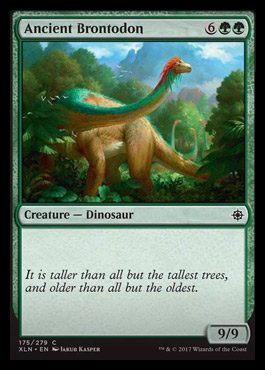 Ancient Brontodon 6
Creature — Dinosaur
It is taller than all but the tallest trees,
and older than all but the oldest.
9/9
175/279 C
XLN • EN Jakub Kasper
™ & © 2017 Wizards of the Coast